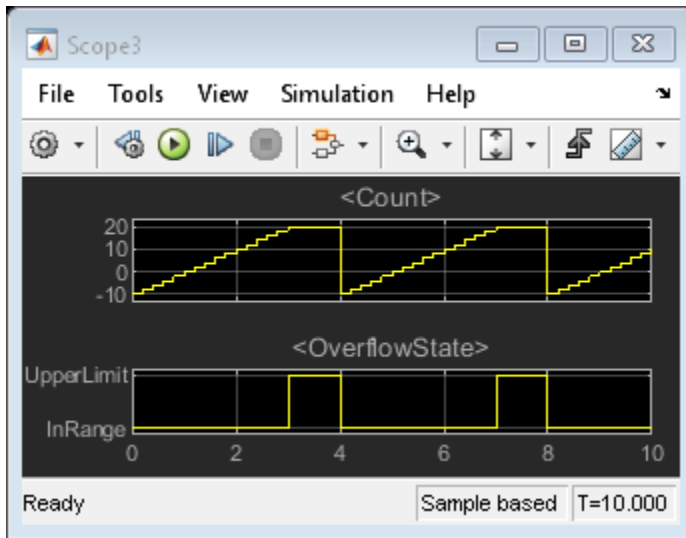 Scope3
File Tools View Simulation Help
<Count>
20
10
0
-10
<OverflowState>
UpperLimit
InRange
0 2 4 6 8 10
Ready Sample based T=10.000